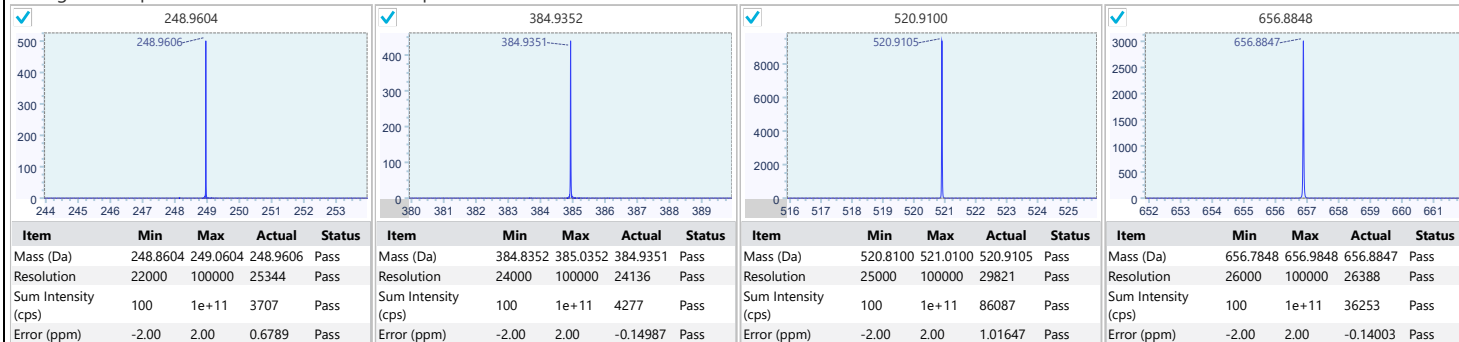 248.9604 384.9352 520.9100 656.8848
500 248.9606 400 384.9351 8000 520.9105 3000 656.8847
400 300 6000 2500
300 200 4000 2000
200 100 2000 1500
100 0 0 1000
0 500
0
244 245 246 247 248 249 250 251 252 253 380 381 382 383 384 385 386 387 388 389 516 517 518 519 520 521 522 523 524 525 652 653 654 655 656 657 658 659 660 661
Item Min Max Actual Status Item Min Max Actual Status Item Min Max Actual Status Item Min Max Actual Status
Mass (Da) 248.8604 249.0604 248.9606 Pass Mass (Da) 384.8352 385.0352 384.9351 Pass Mass (Da) 520.8100 521.0100 520.9105 Pass Mass (Da) 656.7848 656.9848 656.8847 Pass
Resolution 22000 100000 25344 Pass Resolution 24000 100000 24136 Pass Resolution 25000 100000 29821 Pass Resolution 26000 100000 26388 Pass
Sum Intensity (cps) 100 1e+11 3707 Pass Sum Intensity (cps) 100 1e+11 4277 Pass Sum Intensity (cps) 100 1e+11 86087 Pass Sum Intensity (cps) 100 1e+11 36253 Pass
Error (ppm) -2.00 2.00 0.6789 Pass Error (ppm) -2.00 2.00 -0.14987 Pass Error (ppm) -2.00 2.00 1.01647 Pass Error (ppm) -2.00 2.00 -0.14003 Pass